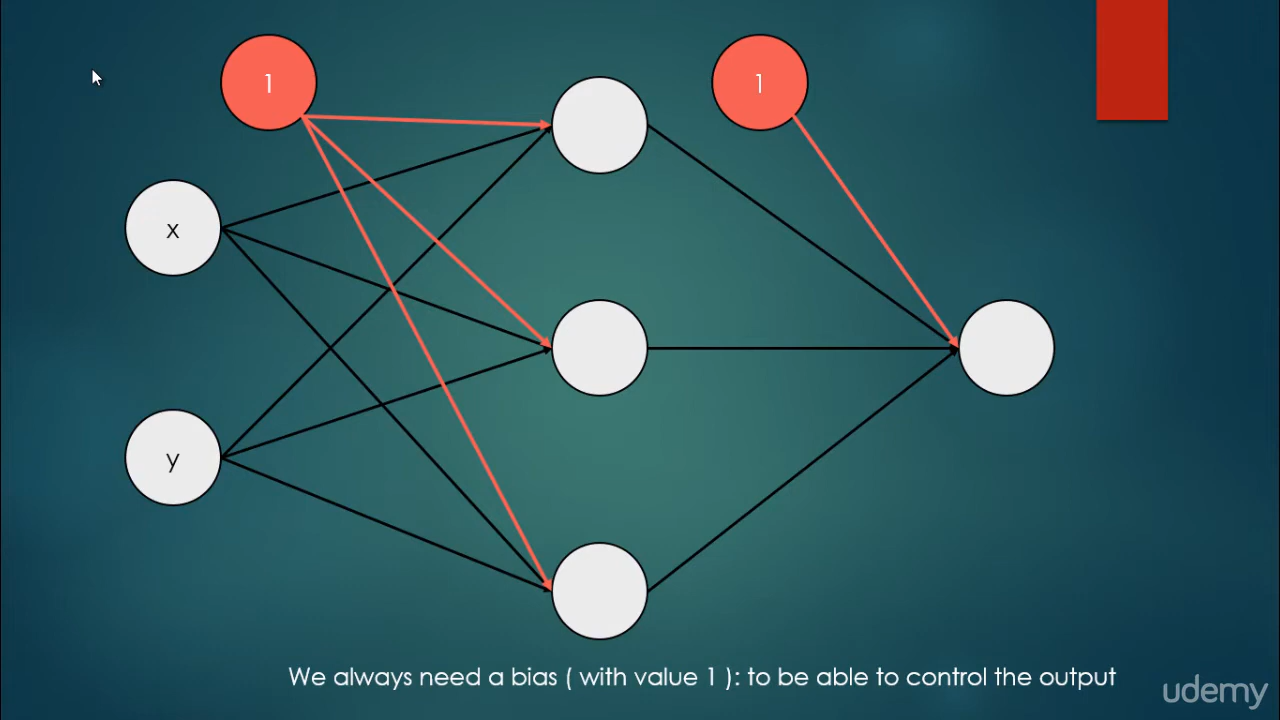 1
1
x
y
We always need a bias ( with value 1 ): to be able to control the output
udemy